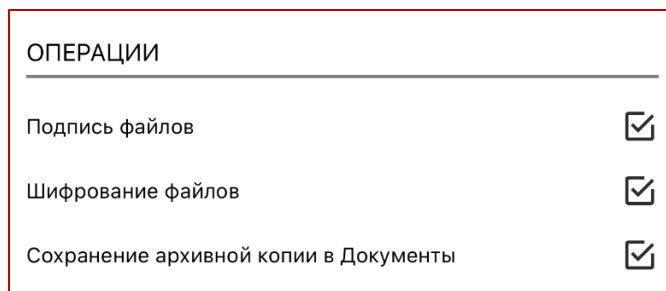 ОПЕРАЦИИ
Подпись файлов
Шифрование файлов
Сохранение архивной копии в Документы